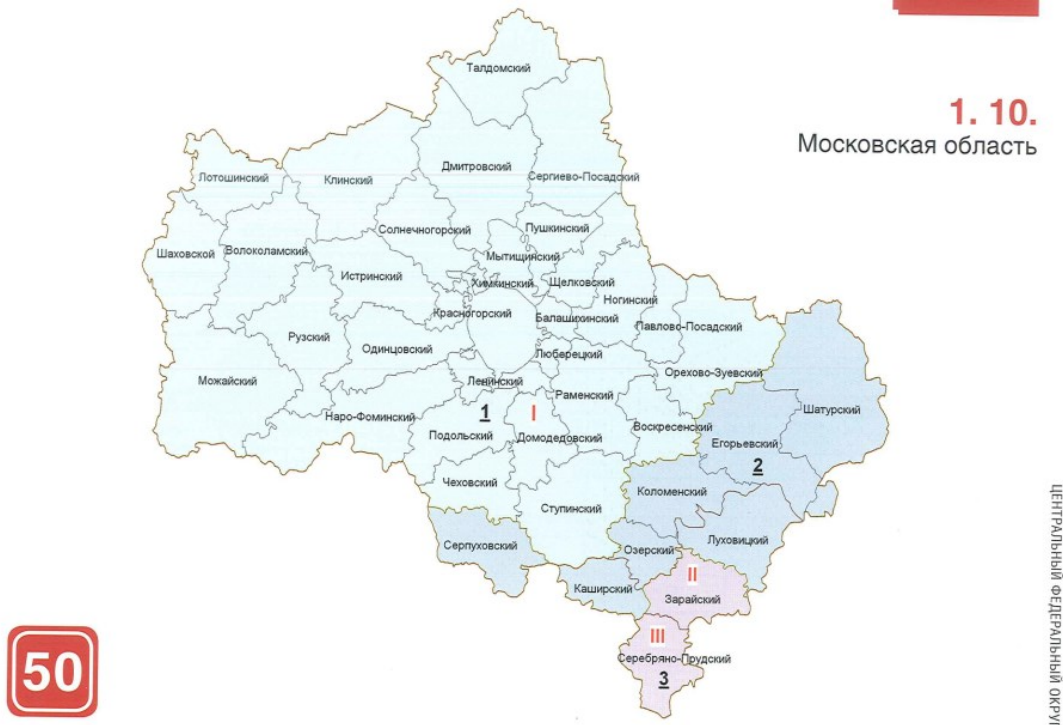 1. 10.
Московская область
Талдомский
Дмитровский
Сергиево-Посадский
Лотошинский
Клинский
Солнечногорский
Пушкинский
Шаховской
Волоколамский
Мытищинский
Истринский
Химкинский
Щелковский
Ногинский
Красногорский
Балашихинский
Павлово-Посадский
Рузский
Одинцовский
Люберецкий
Орехово-Зуевский
Можайский
Ленинский
Раменский
Шатурский
Наро-Фоминский
1
I
Воскресенский
Подольский
Домодедовский
Егорьевский
2
Чеховский
Коломенский
Ступинский
Луховицкий
Серпуховский
Озерский
II
Каширский
Зарайский
III
Серебряно-Прудский
3
50
ЦЕНТРАЛЬНЫЙ ФЕДЕРАЛЬНЫЙ ОКРУГ